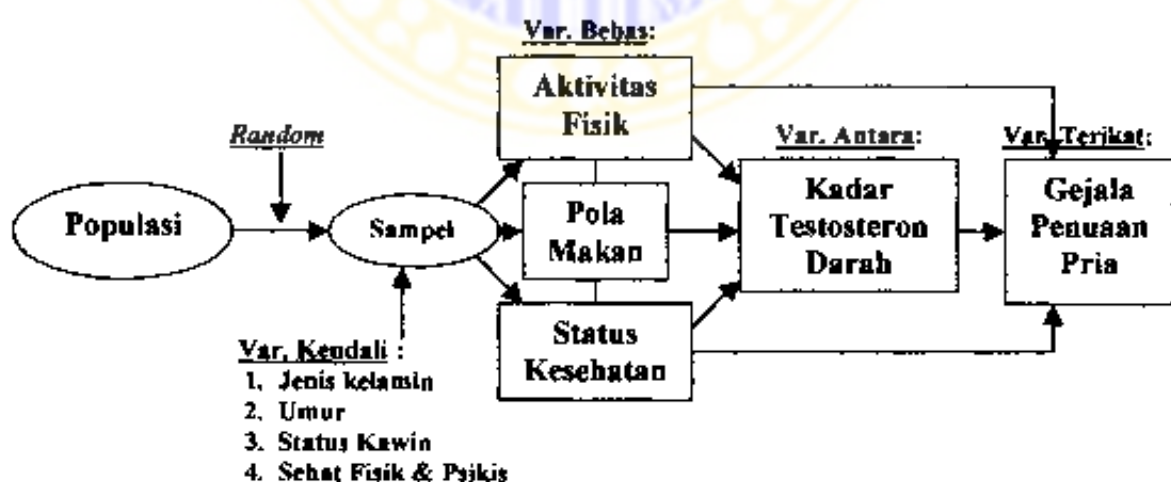 Var. Bebas:
Aktivitas
Fisik
Random
Var. Antara:
Var. Terikat:
Populasi
Sampel
Pola
Makan
Kadar
Testosteron
Darah
Gejala
Penuaan
Pria
Status
Kesehatan
Var. Kendali :
1. Jenis kelamin
2. Umur
3. Status Kawin
4. Sehat Fisik & Psikis